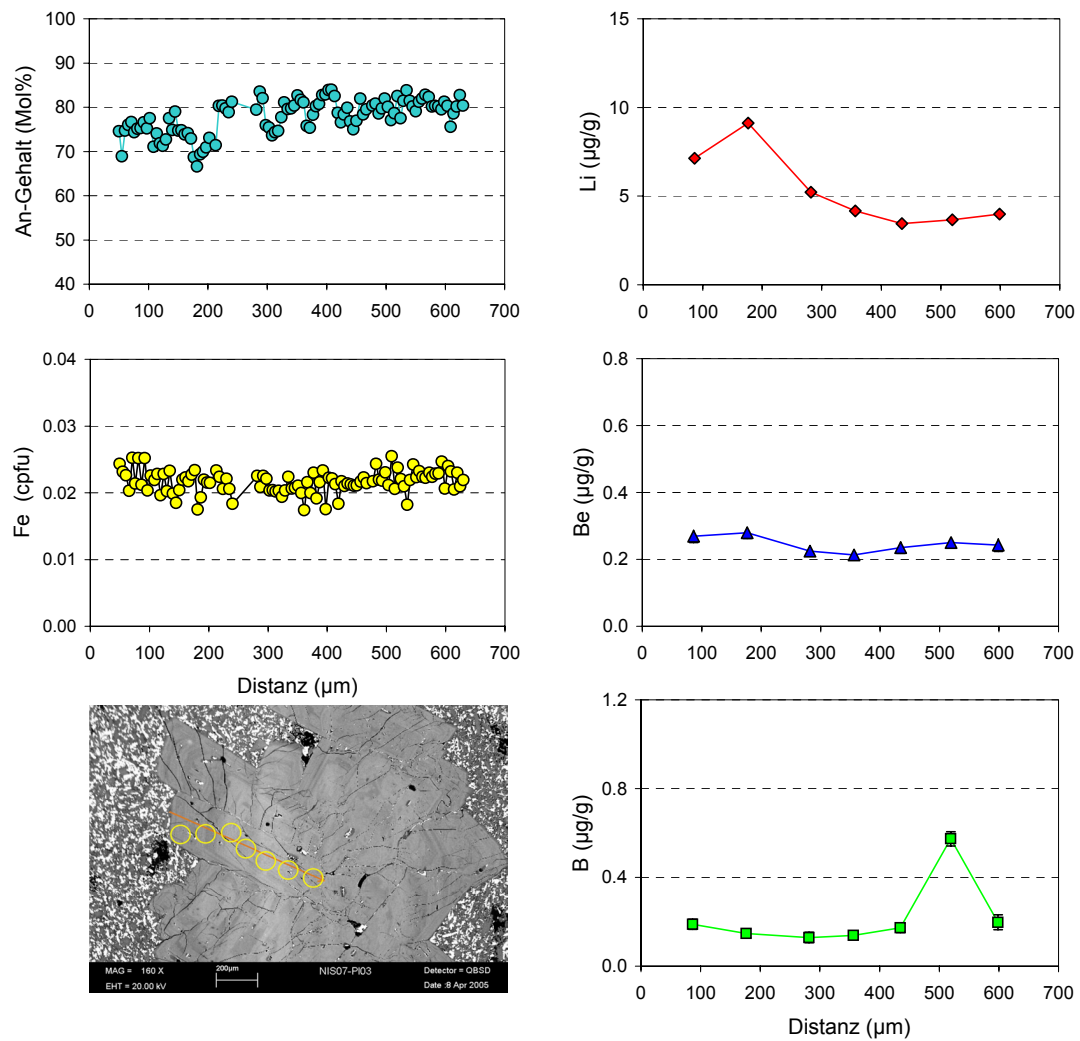 An-Gehalt (Mol%)
100
90
80
70
60
50
40
0 100 200 300 400 500 600 700
Li (µg/g)
15
10
5
0
0 100 200 300 400 500 600 700
Fe (cpfu)
0.04
0.03
0.02
0.01
0.00
0 100 200 300 400 500 600 700
Distanz (µm)
Be (µg/g)
0.8
0.6
0.4
0.2
0.0
0 100 200 300 400 500 600 700
MAG = 160 X
200µm
NIS07-Pl03
Detector = QBSD
EHT = 20.00 kV
Date :8 Apr 2005
B (µg/g)
1.2
0.8
0.4
0.0
0 100 200 300 400 500 600 700
Distanz (µm)